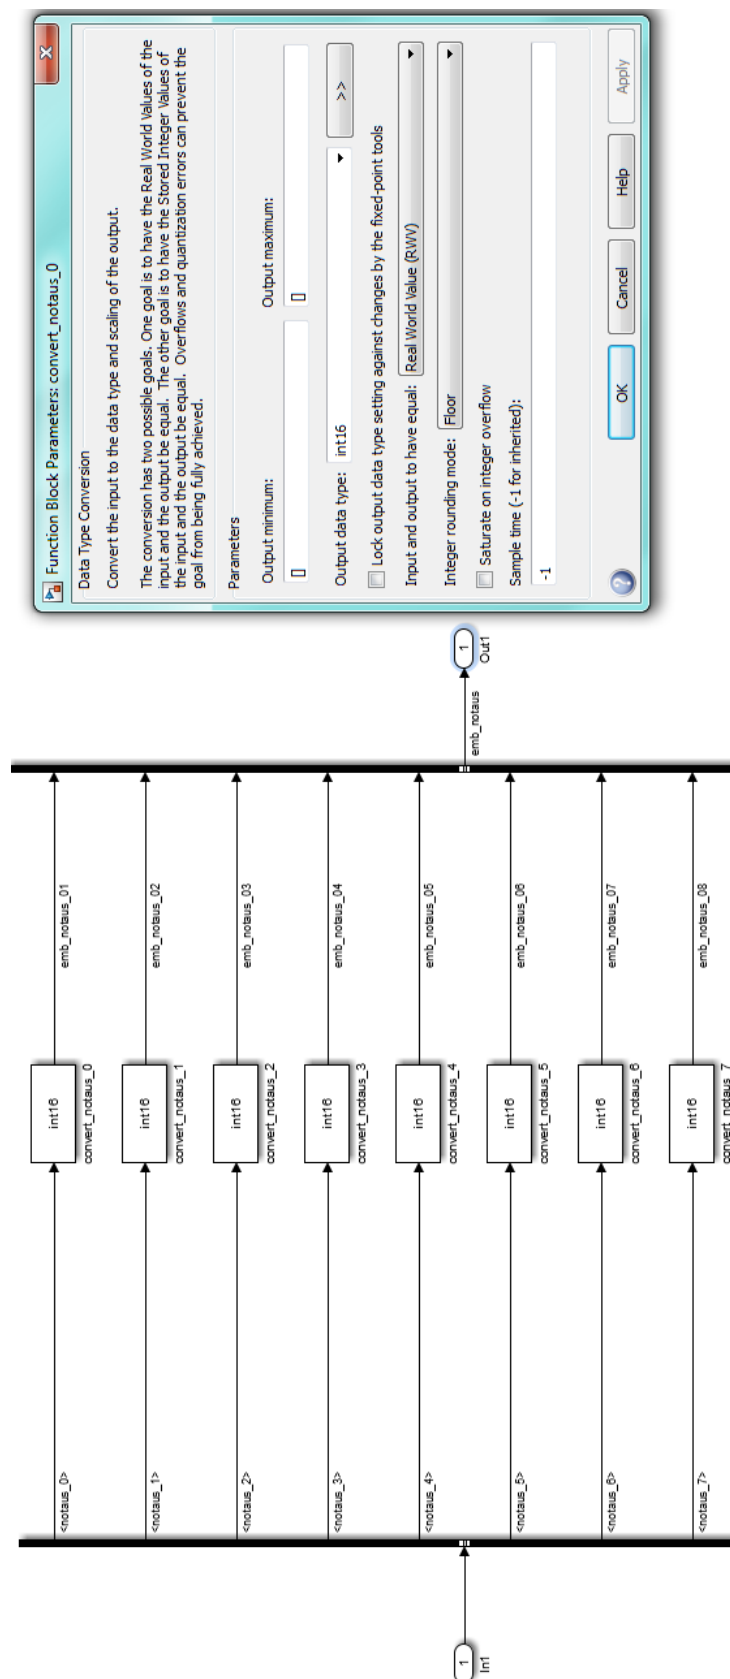 Function Block Parameters: convert_notaus_0
Data Type Conversion
Convert the input to the data type and scaling of the output.
The conversion has two possible goals. One goal is to have the Real World Values of the
input and the output be equal. The other goal is to have the Stored Integer Values of
the input and the output be equal. Overflows and quantization errors can prevent the
goal from being fully achieved.
Parameters
Output minimum:
Output maximum:
[]
[]
Output data type:
int16
>>
Lock output data type setting against changes by the fixed-point tools
Input and output to have equal:
Real World Value (RWV)
Integer rounding mode:
Floor
Saturate on integer overflow
Sample time (-1 for inherited):
-1
?
OK
Cancel
Help
Apply
1
In1
<notaus_0>
int16
convert_notaus_0
emb_notaus_01
<notaus_1>
int16
convert_notaus_1
emb_notaus_02
<notaus_2>
int16
convert_notaus_2
emb_notaus_03
<notaus_3>
int16
convert_notaus_3
emb_notaus_04
<notaus_4>
int16
convert_notaus_4
emb_notaus_05
<notaus_5>
int16
convert_notaus_5
emb_notaus_06
<notaus_6>
int16
convert_notaus_6
emb_notaus_07
<notaus_7>
int16
convert_notaus_7
emb_notaus_08
emb_notaus
1
Out1